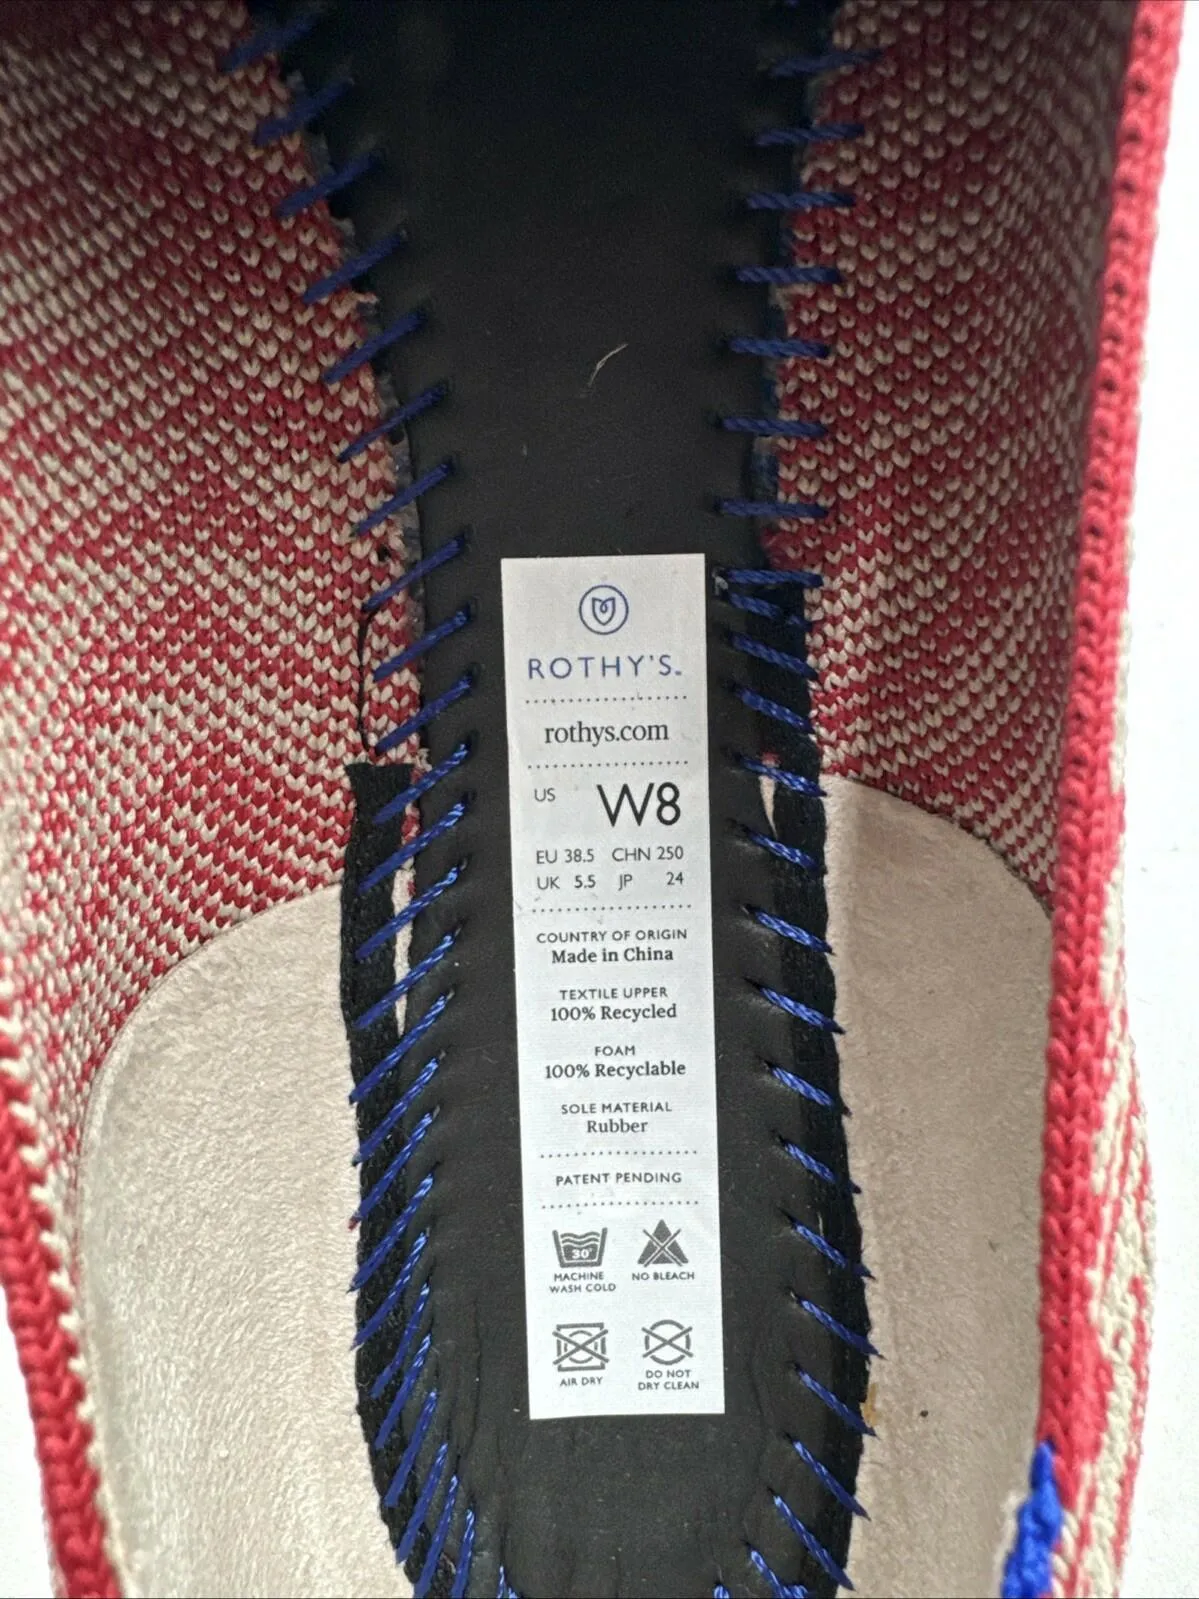 ROTHY'S™
rothys.com
US W8
EU 38.5 CHN 250
UK 5.5 JP 24
COUNTRY OF ORIGIN
Made in China
TEXTILE UPPER
100% Recycled
FOAM
100% Recyclable
SOLE MATERIAL
Rubber
PATENT PENDING
30°
MACHINE
WASH COLD
NO BLEACH
AIR DRY
DO NOT
DRY CLEAN